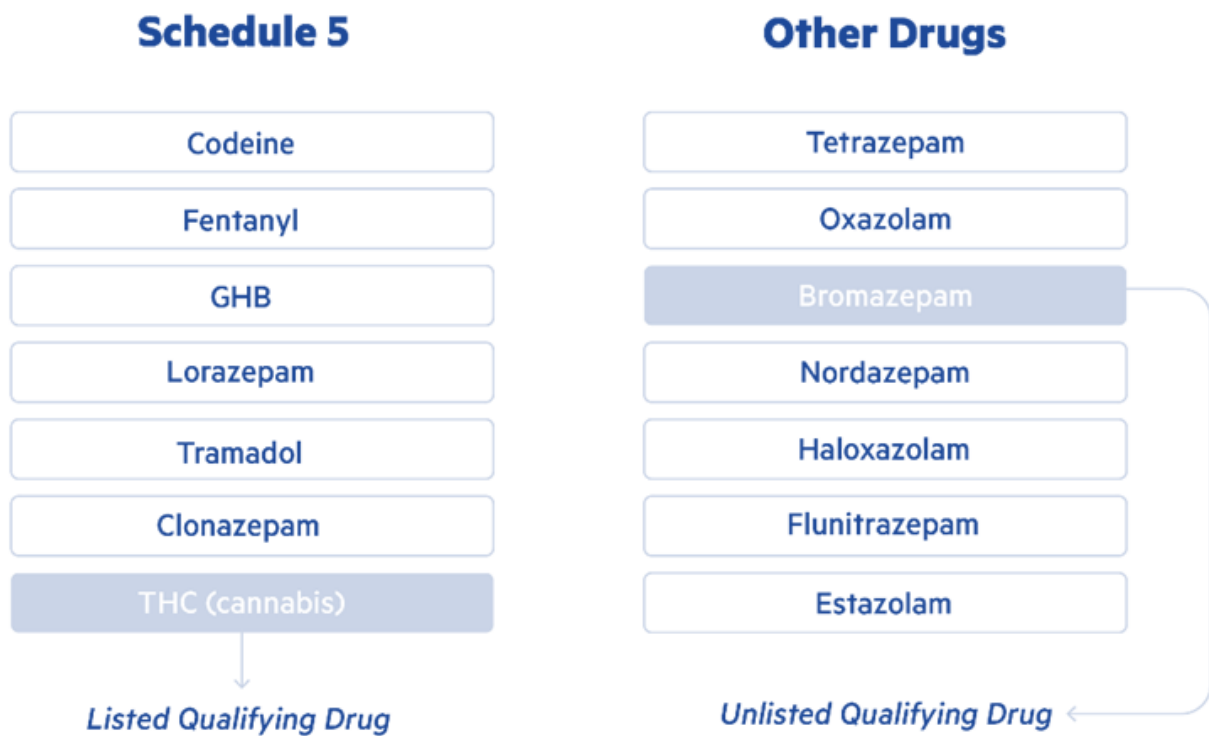 Schedule 5
Codeine
Fentanyl
GHB
Lorazepam
Tramadol
Clonazepam
THC (cannabis)
Listed Qualifying Drug
Other Drugs
Tetrazepam
Oxazolam
Bromazepam
Nordazepam
Haloxazolam
Flunitrazepam
Estazolam
Unlisted Qualifying Drug